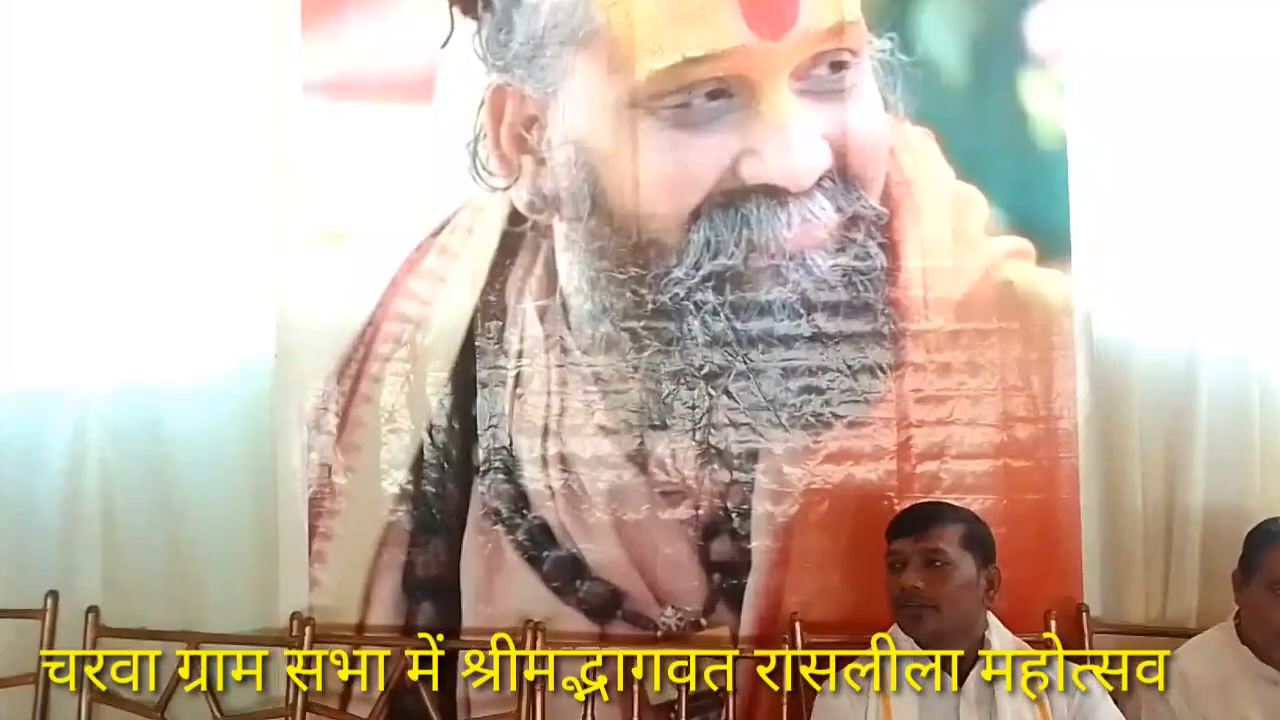 चरवा ग्राम सभा में श्रीमद्भागवत रासलीला महोत्सव